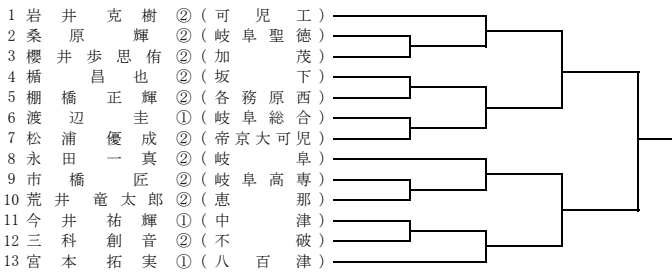 1 岩井克樹 ② (可児工)
2 桑原輝 ② (岐阜聖徳)
3 櫻井歩思侑 ② (加茂)
4 楯昌也 ② (坂下)
5 棚橋正輝 ② (各務原西)
6 渡辺圭 ① (岐阜総合)
7 松浦優成 ② (帝京大可児)
8 永田一真 ② (岐阜)
9 市橋匠 ② (岐阜高専)
10 荒井竜太郎 ② (恵那)
11 今井祐輝 ① (中津)
12 三科創音 ② (不破)
13 宮本拓実 ① (八百津)